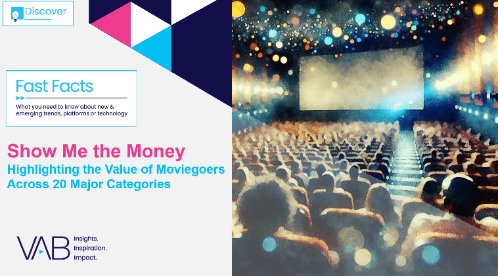 Discover
Fast Facts
What you need to know about new &
emerging trends, platforms or technology
Show Me the Money
Highlighting the Value of Moviegoers
Across 20 Major Categories
VAB
Insights.
Inspiration.
Impact.